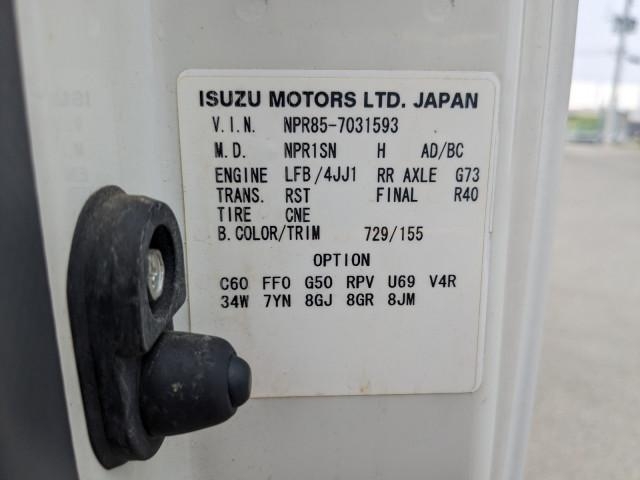 ISUZU MOTORS LTD. JAPAN
V.I.N. NPR85-7031593
M.D. NPR1SN H AD/BC
ENGINE LFB/4JJ1 RR AXLE G73
TRANS. RST FINAL R40
TIRE CNE
B.COLOR/TRIM 729/155
OPTION
C60 FF0 G50 RPV U69 V4R
34W 7YN 8GJ 8GR 8JM